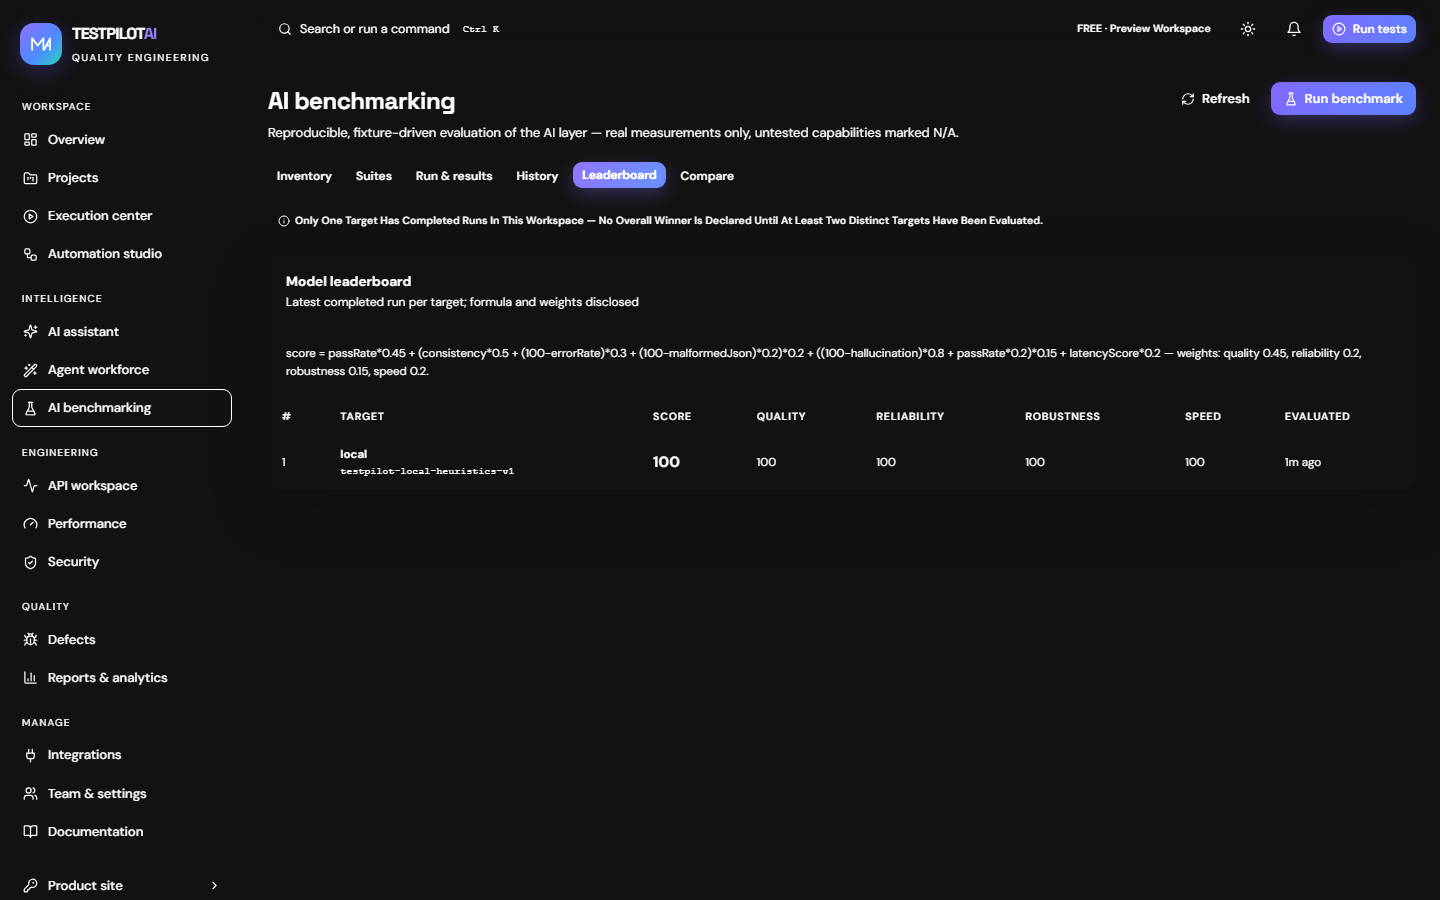 TESTPILOTAI
QUALITY ENGINEERING
Search or run a command Ctrl K
FREE · Preview Workspace
Run tests
WORKSPACE
Overview
Projects
Execution center
Automation studio
INTELLIGENCE
AI assistant
Agent workforce
AI benchmarking
ENGINEERING
API workspace
Performance
Security
QUALITY
Defects
Reports & analytics
MANAGE
Integrations
Team & settings
Documentation
Product site
AI benchmarking
Reproducible, fixture-driven evaluation of the AI layer — real measurements only, untested capabilities marked N/A.
Refresh
Run benchmark
Inventory Suites Run & results History Leaderboard Compare
Only One Target Has Completed Runs In This Workspace — No Overall Winner Is Declared Until At Least Two Distinct Targets Have Been Evaluated.
Model leaderboard
Latest completed run per target; formula and weights disclosed
score = passRate*0.45 + (consistency*0.5 + (100-errorRate)*0.3 + (100-malformedJson)*0.2)*0.2 + ((100-hallucination)*0.8 + passRate*0.2)*0.15 + latencyScore*0.2 — weights: quality 0.45, reliability 0.2,
robustness 0.15, speed 0.2.
# TARGET SCORE QUALITY RELIABILITY ROBUSTNESS SPEED EVALUATED
1 local 100 100 100 100 100 1m ago
testpilot-local-heuristics-v1